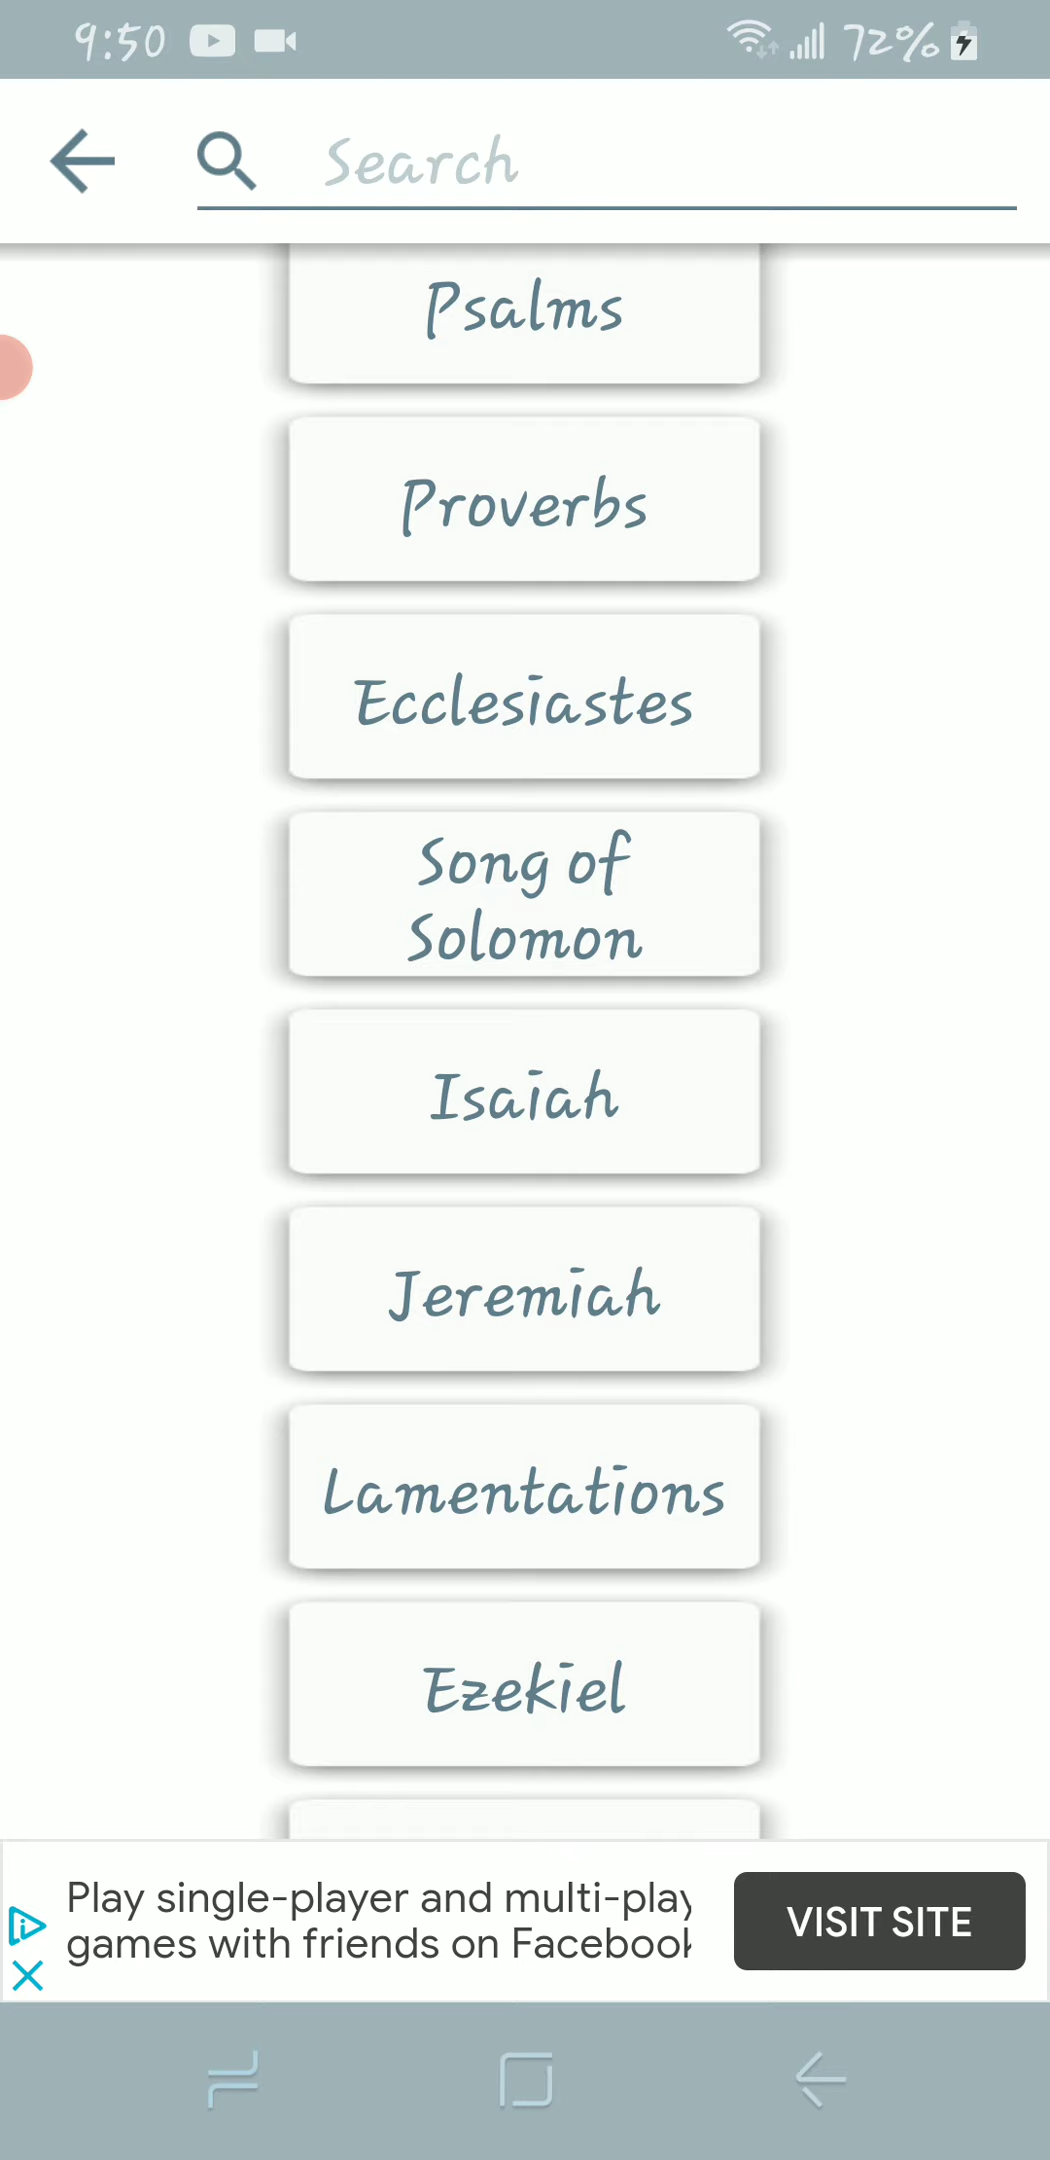 9:50 72%
Search
Psalms
Proverbs
Ecclesiastes
Song of
Solomon
Isaiah
Jeremiah
Lamentations
Ezekiel
Play single-player and multi-play
games with friends on Facebook
VISIT SITE